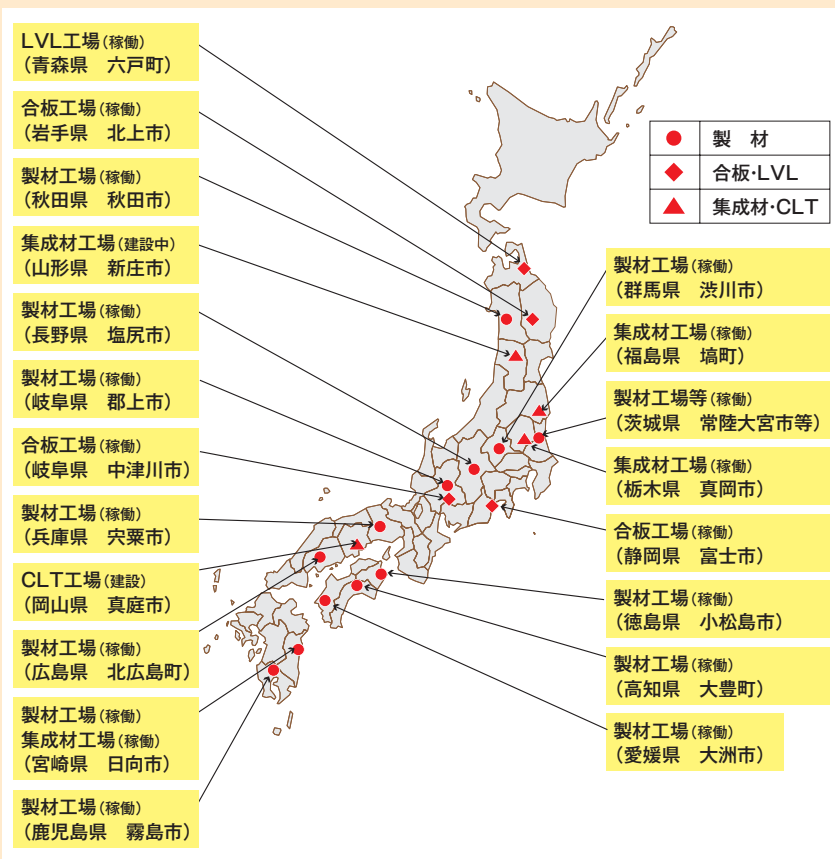 LVL工場(稼働)
(青森県 六戸町)
合板工場(稼働)
(岩手県 北上市)
製材工場(稼働)
(秋田県 秋田市)
集成材工場(建設中)
(山形県 新庄市)
製材工場(稼働)
(長野県 塩尻市)
製材工場(稼働)
(岐阜県 郡上市)
合板工場(稼働)
(岐阜県 中津川市)
製材工場(稼働)
(兵庫県 宍粟市)
CLT工場(建設)
(岡山県 真庭市)
製材工場(稼働)
(広島県 北広島町)
製材工場(稼働)
集成材工場(稼働)
(宮崎県 日向市)
製材工場(稼働)
(鹿児島県 霧島市)
製 材
合板・LVL
集成材・CLT
製材工場(稼働)
(群馬県 渋川市)
集成材工場(稼働)
(福島県 塙町)
製材工場等(稼働)
(茨城県 常陸大宮市等)
集成材工場(稼働)
(栃木県 真岡市)
合板工場(稼働)
(静岡県 富士市)
製材工場(稼働)
(徳島県 小松島市)
製材工場(稼働)
(高知県 大豊町)
製材工場(稼働)
(愛媛県 大洲市)